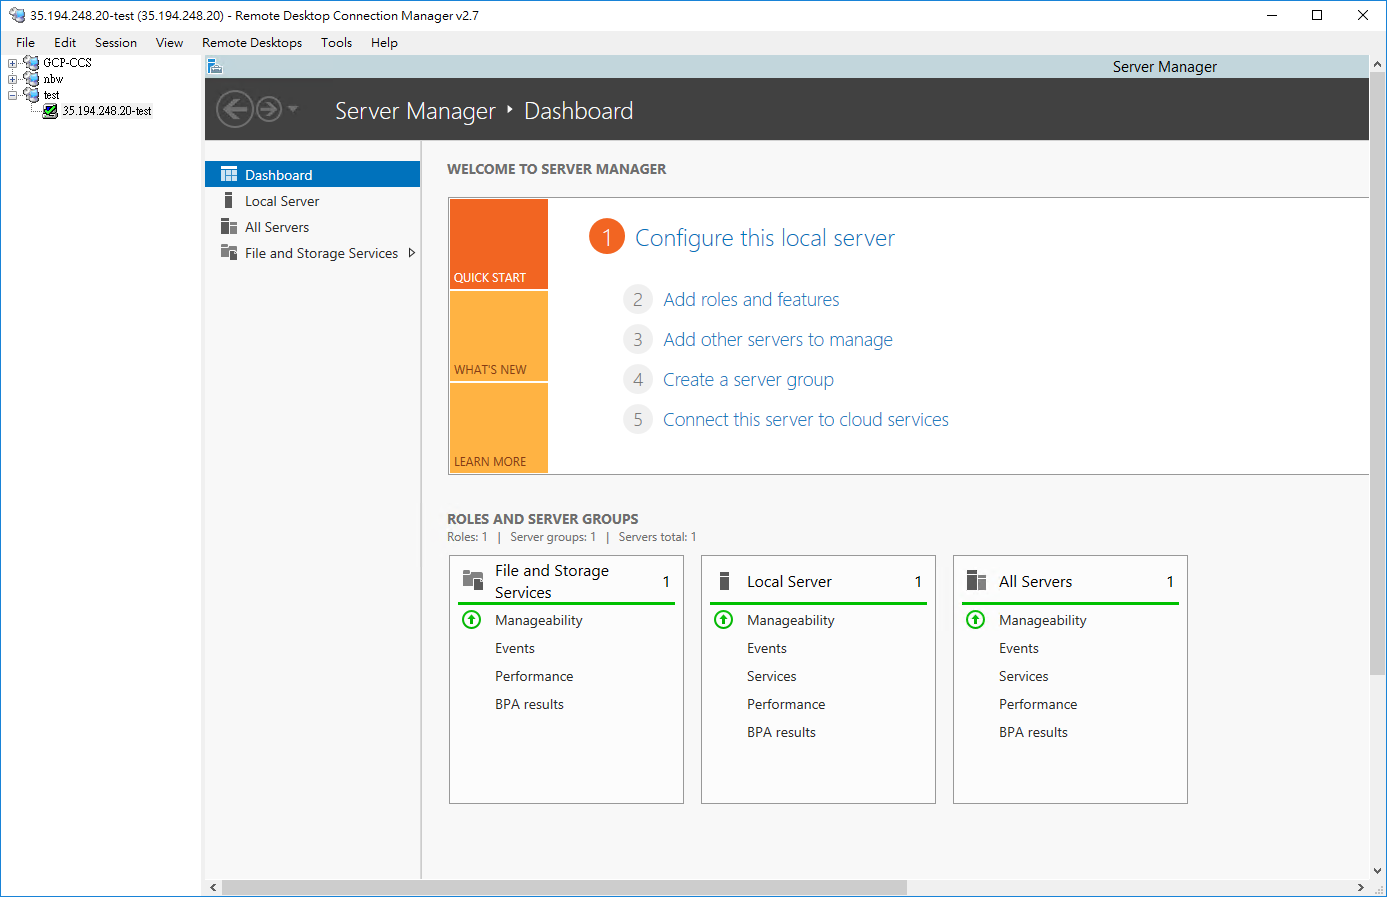 35.194.248.20-test (35.194.248.20) - Remote Desktop Connection Manager v2.7
File Edit Session View Remote Desktops Tools Help
GCP-CCS
nbw
test
35.194.248.20-test
Server Manager
Server Manager ‣ Dashboard
Dashboard
Local Server
All Servers
File and Storage Services
WELCOME TO SERVER MANAGER
QUICK START
WHAT'S NEW
LEARN MORE
1 Configure this local server
2 Add roles and features
3 Add other servers to manage
4 Create a server group
5 Connect this server to cloud services
ROLES AND SERVER GROUPS
Roles: 1 | Server groups: 1 | Servers total: 1
File and Storage
Services
1
Manageability
Events
Performance
BPA results
Local Server 1
Manageability
Events
Services
Performance
BPA results
All Servers 1
Manageability
Events
Services
Performance
BPA results